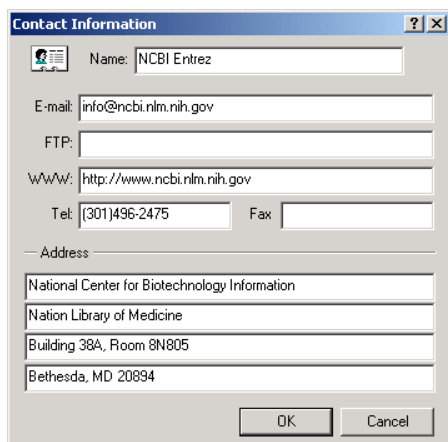 Contact Information
Name: NCBI Entrez
E-mail: info@ncbi.nlm.nih.gov
FTP:
WWW: http://www.ncbi.nlm.nih.gov
Tel: (301)496-2475 Fax
Address
National Center for Biotechnology Information
Nation Library of Medicine
Building 38A, Room 8N805
Bethesda, MD 20894
OK Cancel